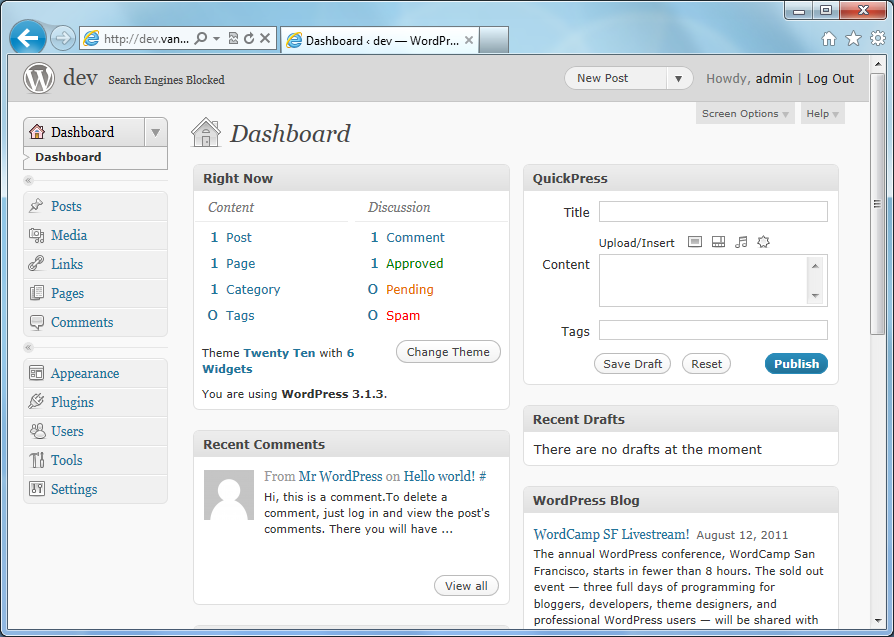 http://dev.van...
Dashboard ‹ dev — WordPr...
dev Search Engines Blocked
New Post
Howdy, admin | Log Out
Screen Options
Help
Dashboard
Dashboard
Posts
Media
Links
Pages
Comments
Appearance
Plugins
Users
Tools
Settings
Dashboard
Right Now
Content
Discussion
1 Post
1 Comment
1 Page
1 Approved
1 Category
0 Pending
0 Tags
0 Spam
Theme Twenty Ten with 6
Widgets
Change Theme
You are using WordPress 3.1.3.
Recent Comments
From Mr WordPress on Hello world! #
Hi, this is a comment.To delete a
comment, just log in and view the post's
comments. There you will have ...
View all
QuickPress
Title
Upload/Insert
Content
Tags
Save Draft
Reset
Publish
Recent Drafts
There are no drafts at the moment
WordPress Blog
WordCamp SF Livestream! August 12, 2011
The annual WordPress conference, WordCamp San
Francisco, starts in fewer than 8 hours. The sold out
event — three full days of programming for
bloggers, developers, theme designers, and
professional WordPress users — will be shared with